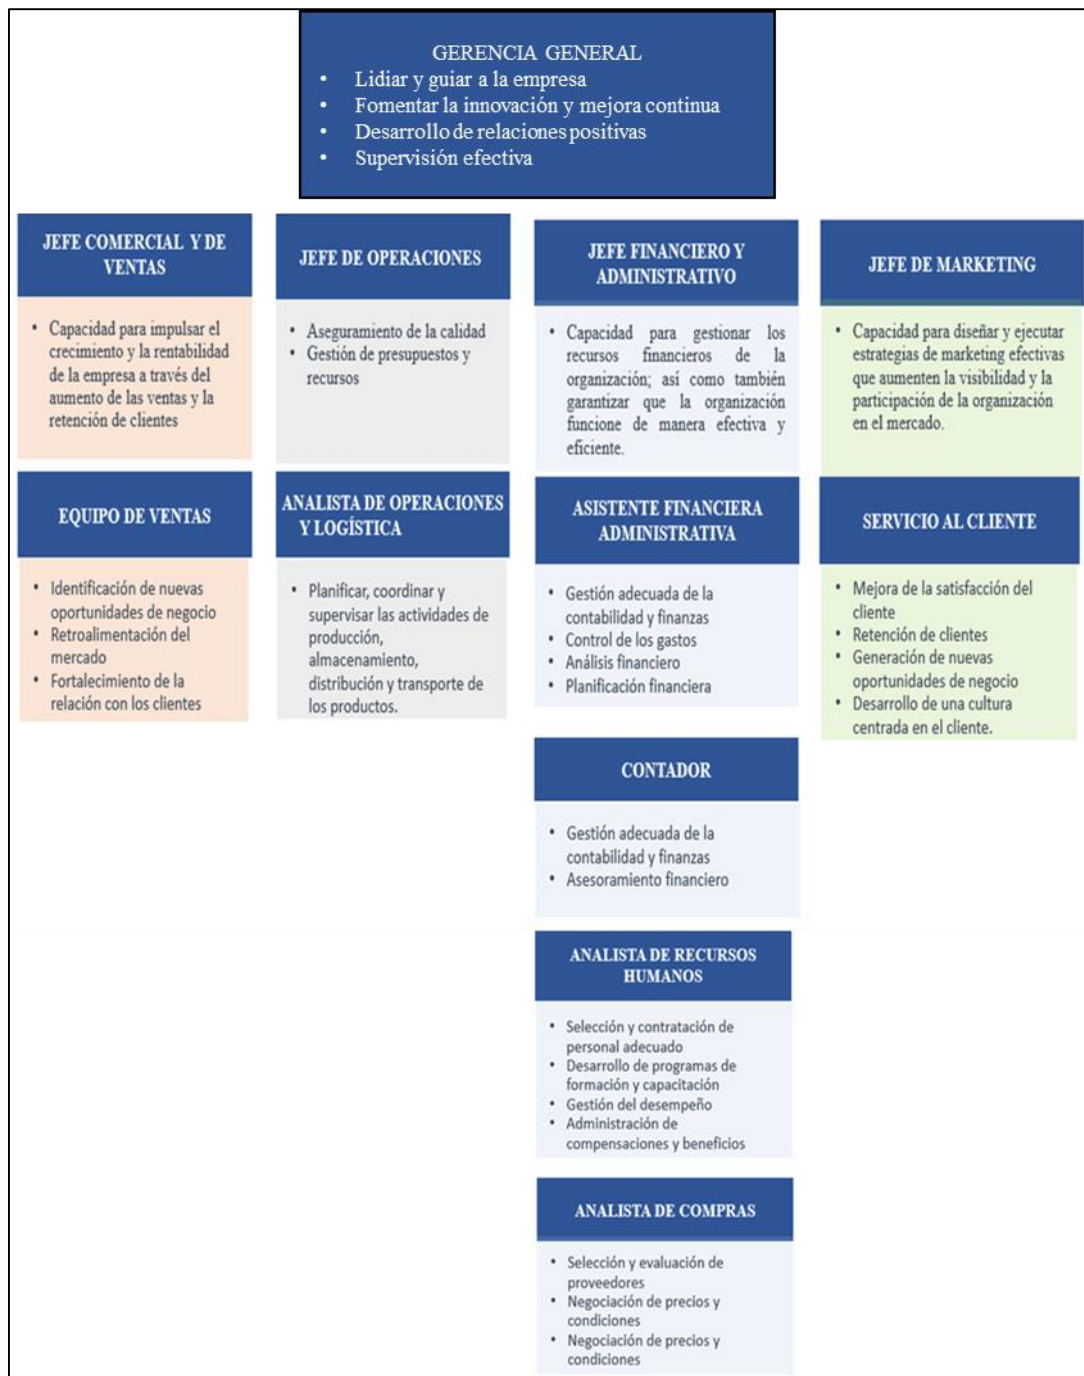 GERENCIA GENERAL
• Lidiar y guiar a la empresa
• Fomentar la innovación y mejora continua
• Desarrollo de relaciones positivas
• Supervisión efectiva
JEFE COMERCIAL Y DE
VENTAS
• Capacidad para impulsar el
crecimiento y la rentabilidad
de la empresa a través del
aumento de las ventas y la
retención de clientes
JEFE DE OPERACIONES
• Aseguramiento de la calidad
• Gestión de presupuestos y
recursos
JEFE FINANCIERO Y
ADMINISTRATIVO
• Capacidad para gestionar los
recursos financieros de la
organización; así como también
garantizar que la organización
funcione de manera efectiva y
eficiente.
JEFE DE MARKETING
• Capacidad para diseñar y ejecutar
estrategias de marketing efectivas
que aumenten la visibilidad y la
participación de la organización
en el mercado.
EQUIPO DE VENTAS
• Identificación de nuevas
oportunidades de negocio
• Retroalimentación del
mercado
• Fortalecimiento de la
relación con los clientes
ANALISTA DE OPERACIONES
Y LOGÍSTICA
• Planificar, coordinar y
supervisar las actividades de
producción,
almacenamiento,
distribución y transporte de
los productos.
ASISTENTE FINANCIERA
ADMINISTRATIVA
• Gestión adecuada de la
contabilidad y finanzas
• Control de los gastos
• Análisis financiero
• Planificación financiera
SERVICIO AL CLIENTE
• Mejora de la satisfacción del
cliente
• Retención de clientes
• Generación de nuevas
oportunidades de negocio
• Desarrollo de una cultura
centrada en el cliente.
CONTADOR
• Gestión adecuada de la
contabilidad y finanzas
• Asesoramiento financiero
ANALISTA DE RECURSOS
HUMANOS
• Selección y contratación de
personal adecuado
• Desarrollo de programas de
formación y capacitación
• Gestión del desempeño
• Administración de
compensaciones y beneficios
ANALISTA DE COMPRAS
• Selección y evaluación de
proveedores
• Negociación de precios y
condiciones
• Negociación de precios y
condiciones